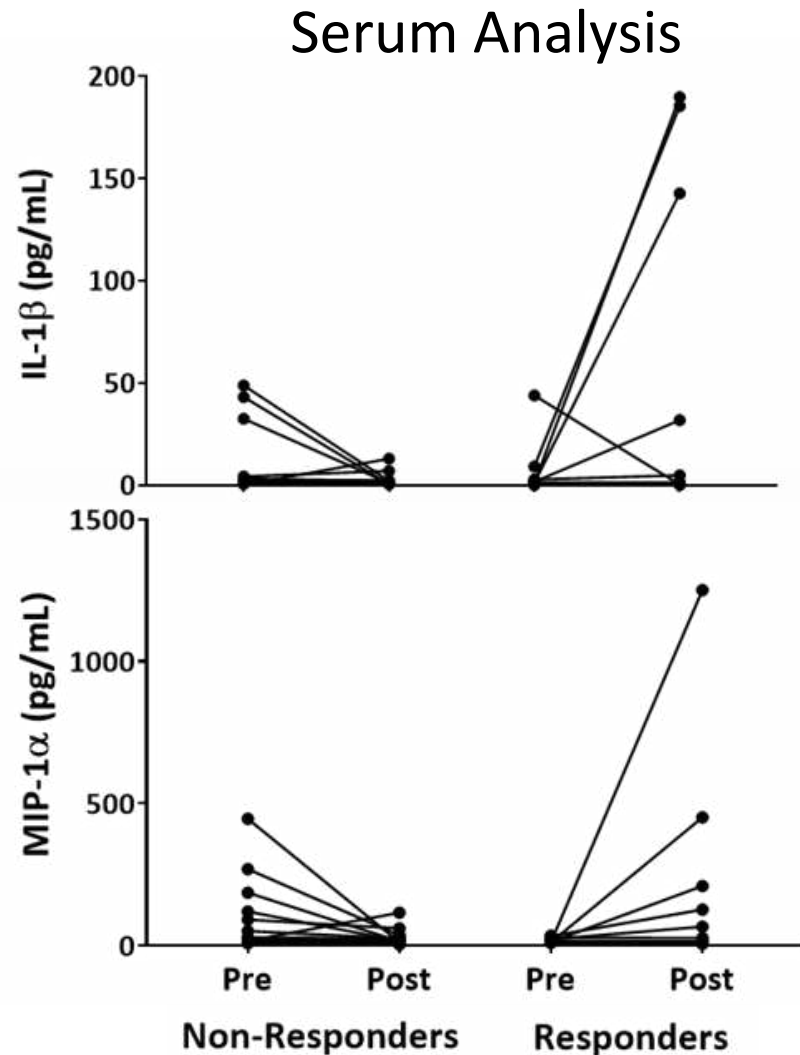 Serum Analysis
IL-1β (pg/mL)
200
150
100
50
0
MIP-1α (pg/mL)
1500
1000
500
0
Pre Post Pre Post
Non-Responders Responders